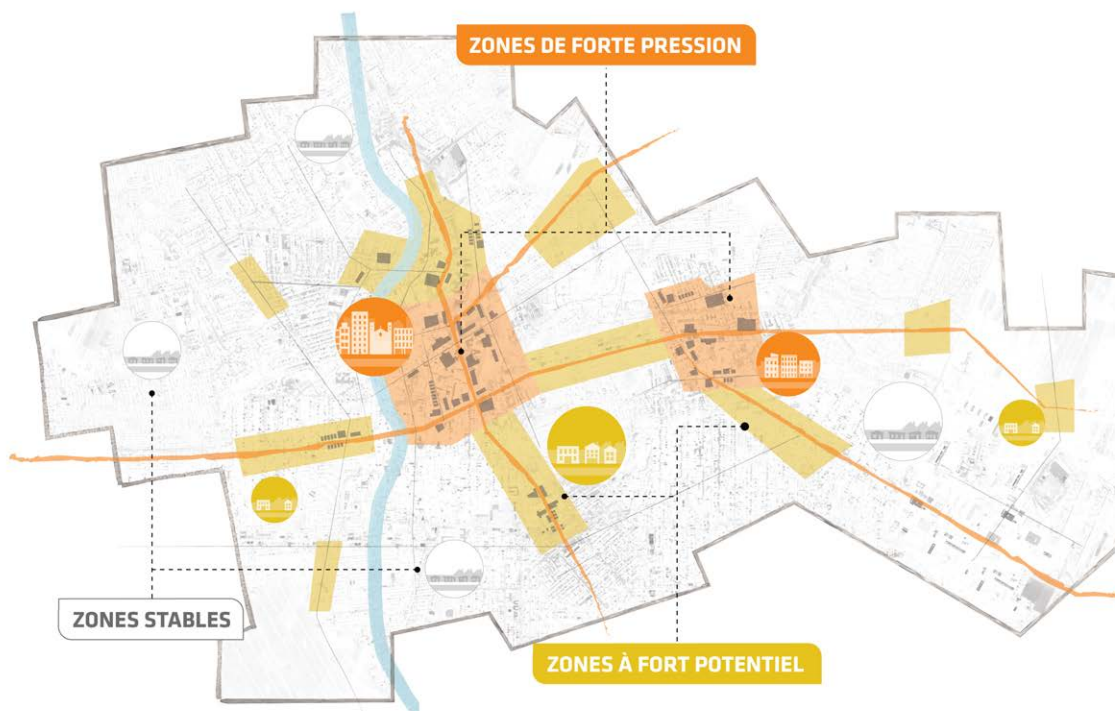 ZONES DE FORTE PRESSION
ZONES STABLES
ZONES À FORT POTENTIEL